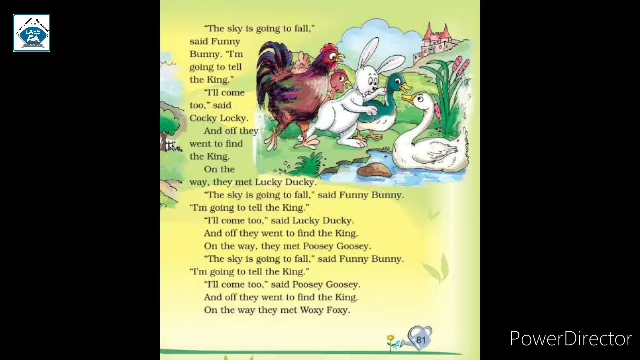 "The sky is going to fall,"
said Funny
Bunny. "I'm
going to tell
the King."
"I'll come
too," said
Cocky Locky.
And off they
went to find
the King.
On the
way, they met Lucky Ducky.
"The sky is going to fall," said Funny Bunny.
"I'm going to tell the King."
"I'll come too," said Lucky Ducky.
And off they went to find the King.
On the way, they met Poosey Goosey.
"The sky is going to fall," said Funny Bunny.
"I'm going to tell the King."
"I'll come too," said Poosey Goosey.
And off they went to find the King.
On the way they met Woxy Foxy.
81
PowerDirector